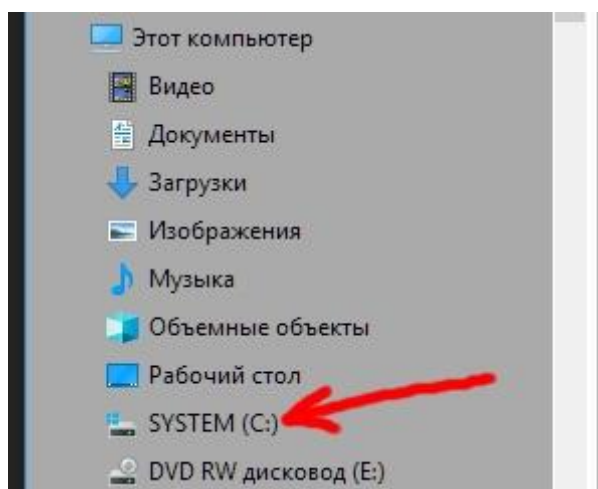 Этот компьютер
Видео
Документы
Загрузки
Изображения
Музыка
Объемные объекты
Рабочий стол
SYSTEM (C:)
DVD RW дисковод (E:)